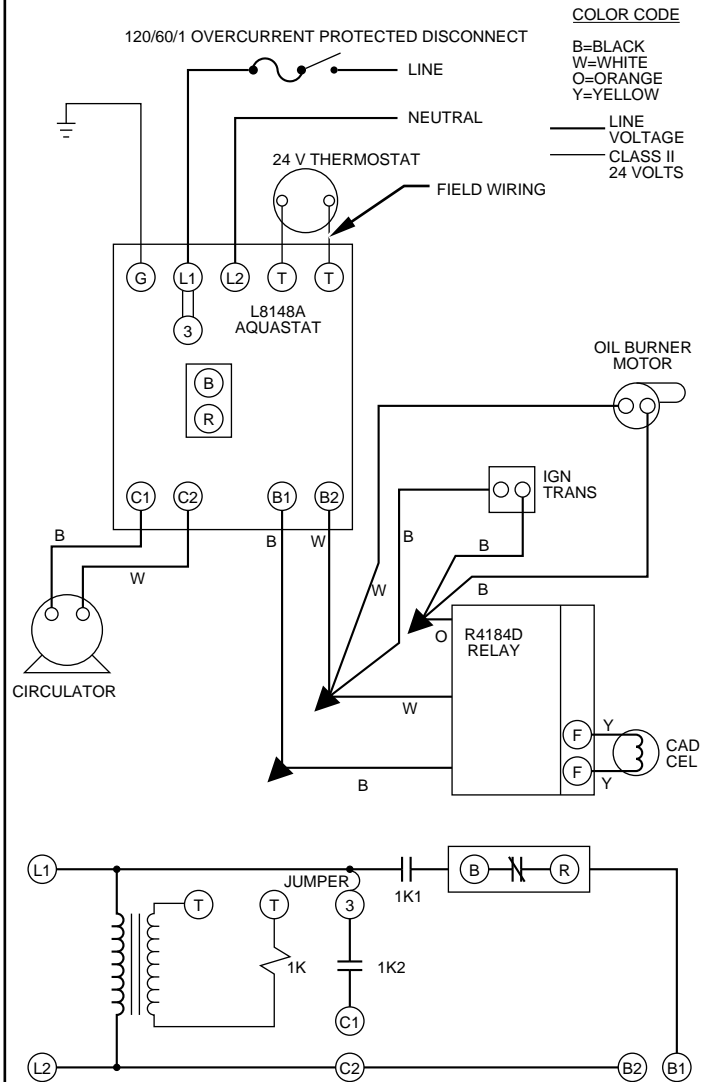 COLOR CODE
120/60/1 OVERCURRENT PROTECTED DISCONNECT
B=BLACK
W=WHITE
O=ORANGE
Y=YELLOW
LINE
NEUTRAL
LINE
VOLTAGE
CLASS II
24 VOLTS
24 V THERMOSTAT
FIELD WIRING
G L1 L2 T T
L8148A
AQUASTAT
3
B
R
OIL BURNER
MOTOR
IGN
TRANS
C1 C2 B1 B2
B
W
B
W
B
B
W
B
O
R4184D
RELAY
CIRCULATOR
W
B
F
Y
F
Y
CAD
CEL
L1
JUMPER
1K1
B
R
T
T
3
1K
1K2
C1
L2
C2
B2
B1